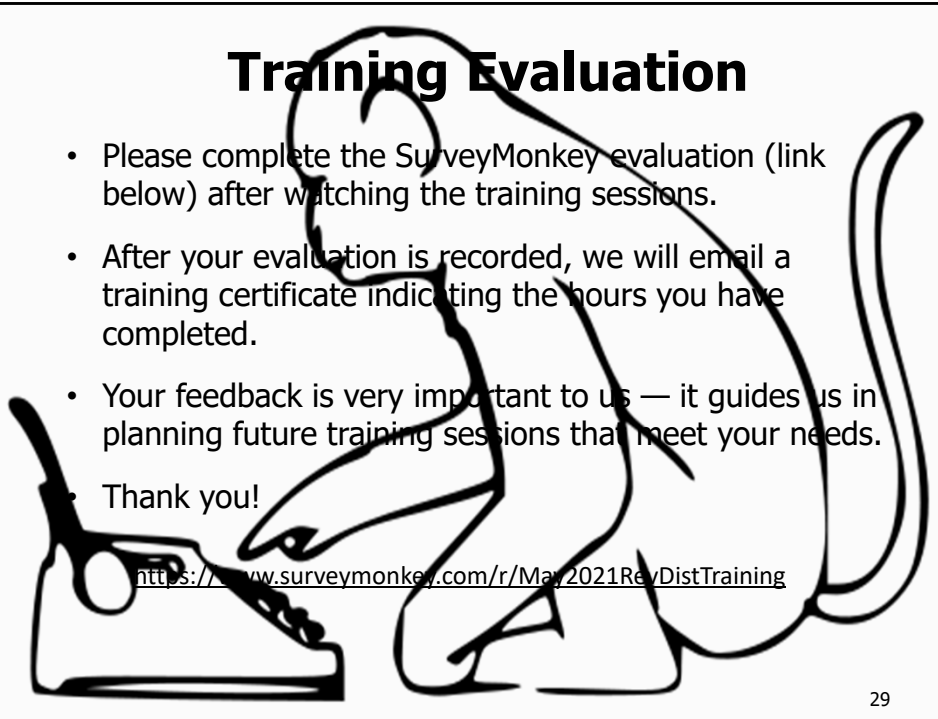 Training Evaluation
• Please complete the SurveyMonkey evaluation (link
below) after watching the training sessions.
• After your evaluation is recorded, we will email a
training certificate indicating the hours you have
completed.
• Your feedback is very important to us — it guides us in
planning future training sessions that meet your needs.
• Thank you!
https://www.surveymonkey.com/r/May2021RevDistTraining
29